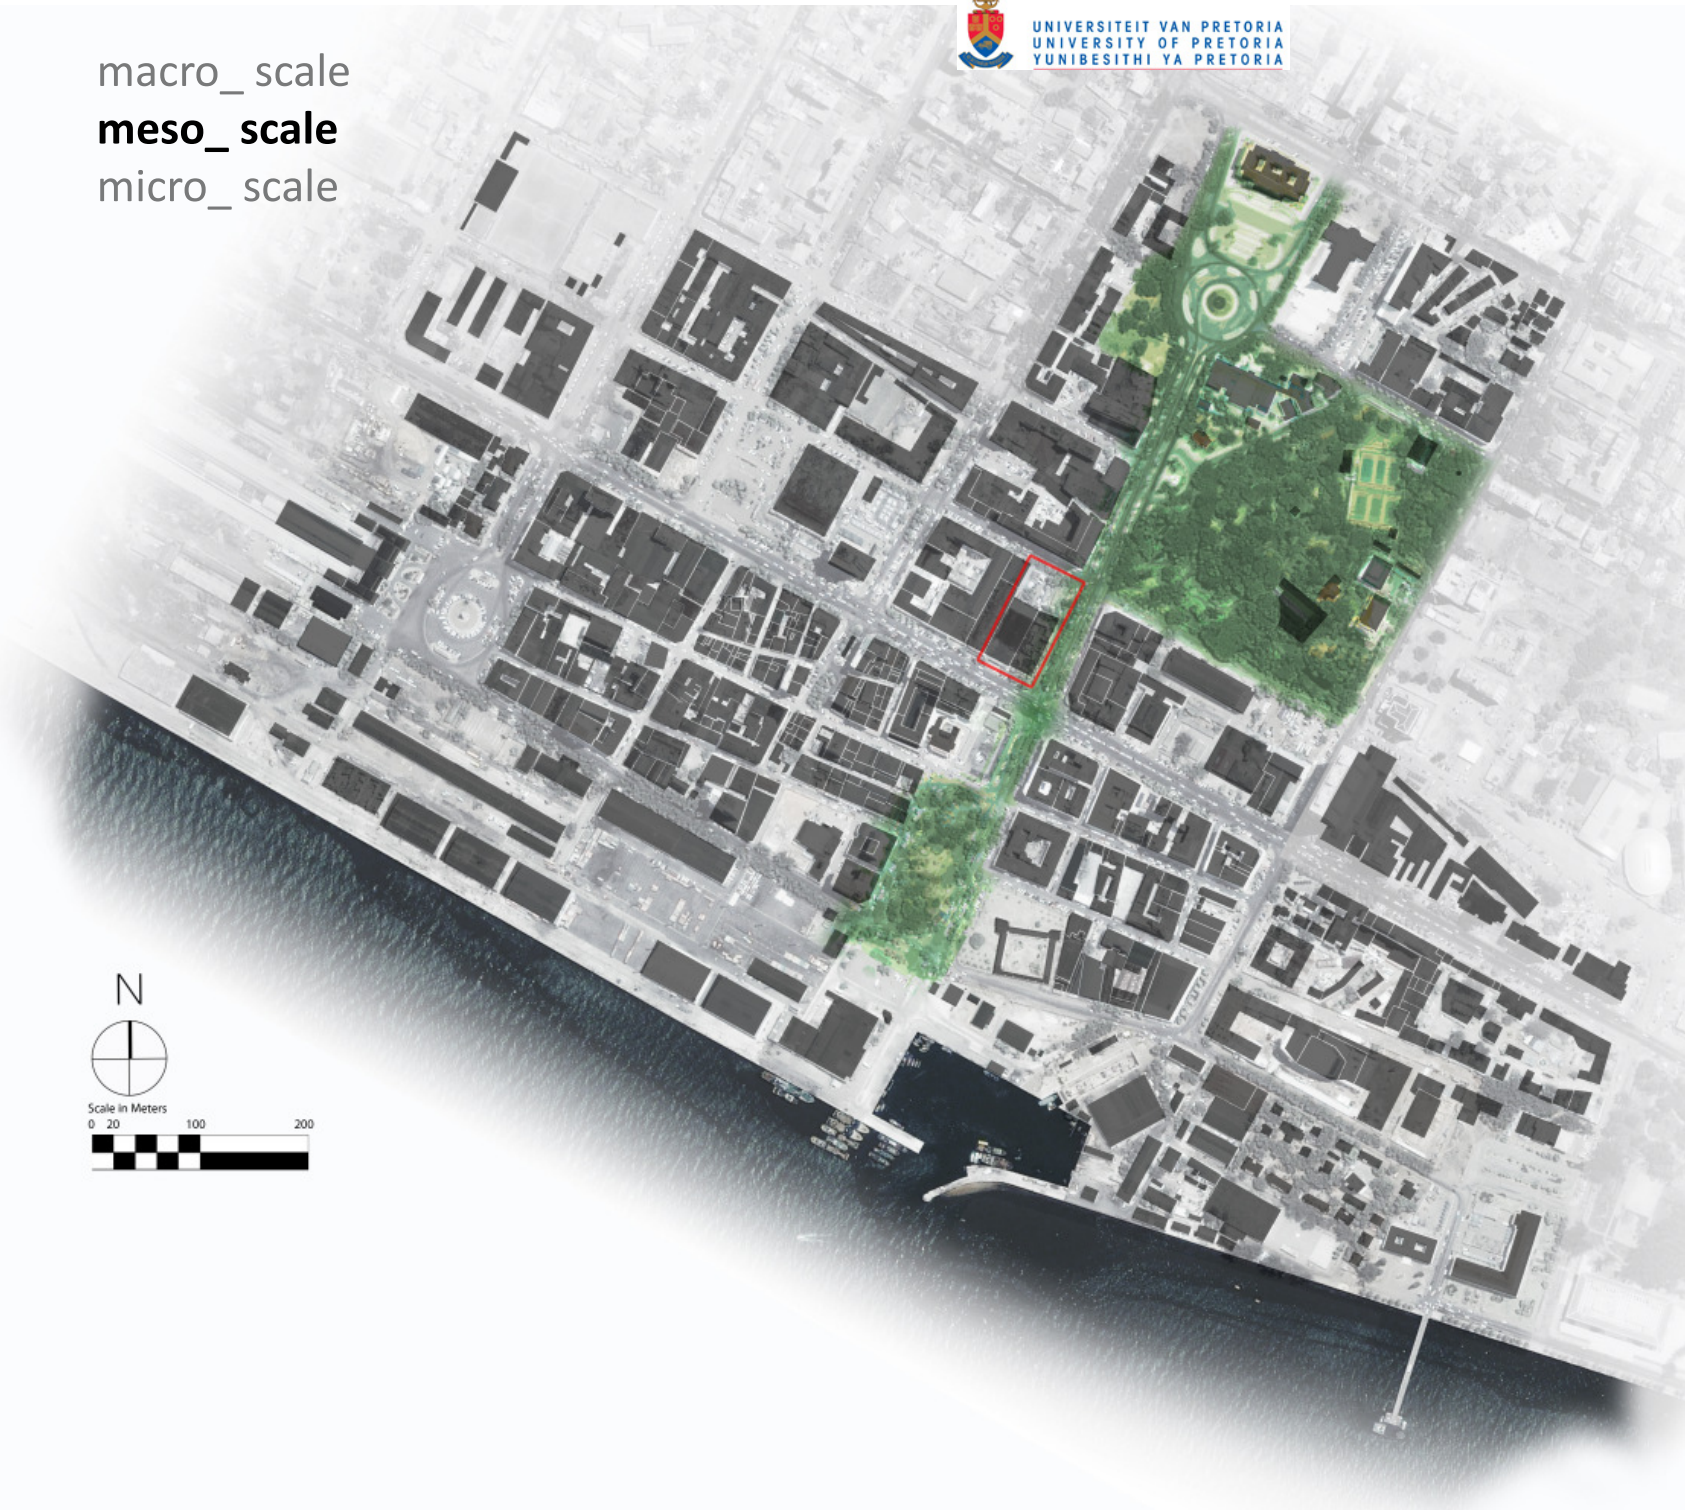 UNIVERSITEIT VAN PRETORIA
UNIVERSITY OF PRETORIA
YUNIBESITHI YA PRETORIA
macro_ scale
meso_ scale
micro_ scale
N
Scale in Meters
0 20 100 200